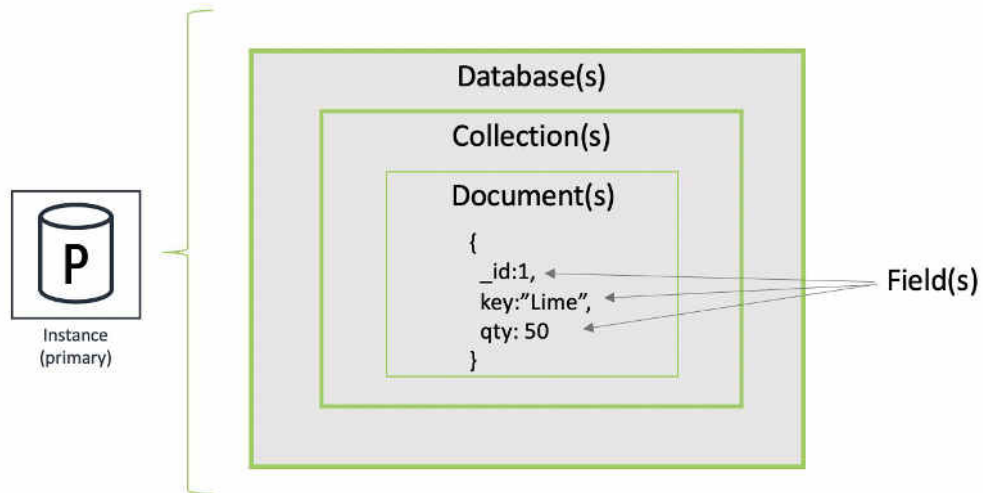 Database(s)
Collection(s)
Document(s)
{
_id:1,
key:”Lime”,
qty: 50
}
Field(s)
P
Instance
(primary)